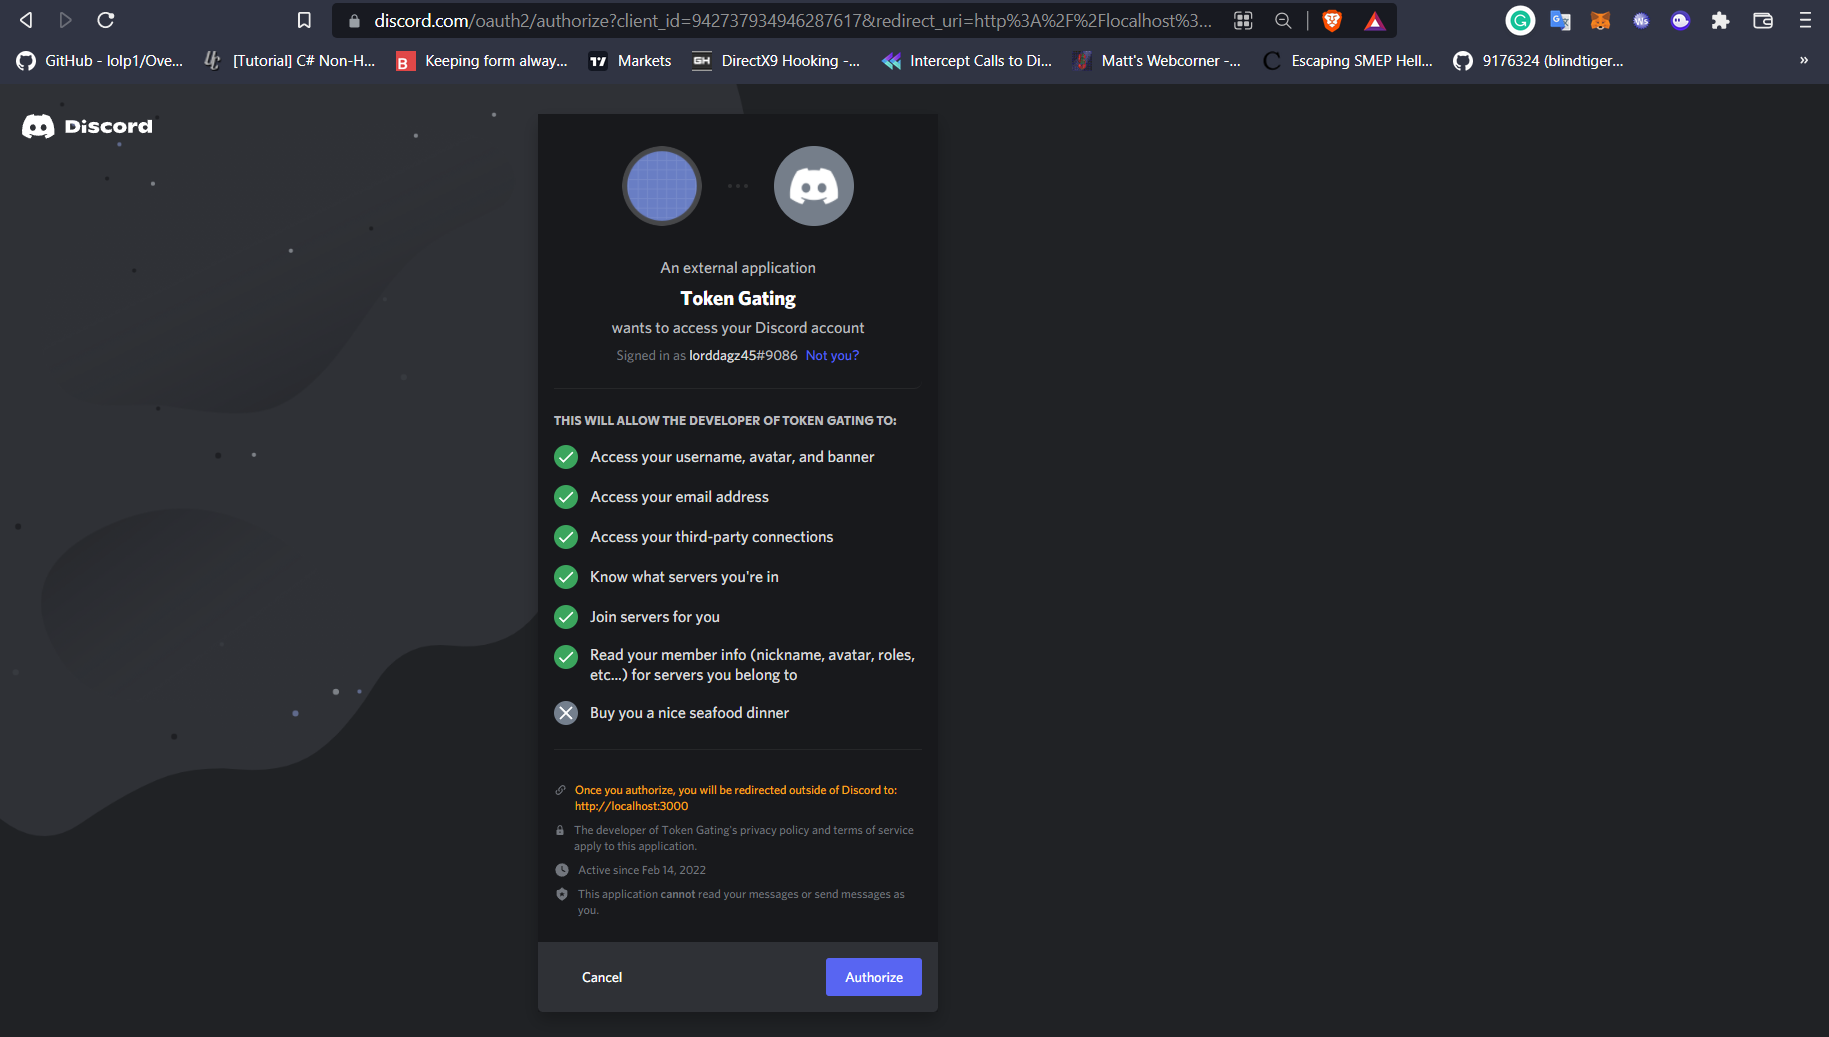 discord.com/oauth2/authorize?client_id=942737934946287617&redirect_uri=http%3A%2F%2Flocalhost%3...
GitHub - lolp1/Ove... [Tutorial] C# Non-H... Keeping form alway... Markets DirectX9 Hooking -... Intercept Calls to Di... Matt's Webcorner -... Escaping SMEP Hell... 9176324 (blindtiger... »
Discord
An external application
Token Gating
wants to access your Discord account
Signed in as lorddagz45#9086 Not you?
THIS WILL ALLOW THE DEVELOPER OF TOKEN GATING TO:
Access your username, avatar, and banner
Access your email address
Access your third-party connections
Know what servers you're in
Join servers for you
Read your member info (nickname, avatar, roles,
etc...) for servers you belong to
Buy you a nice seafood dinner
Once you authorize, you will be redirected outside of Discord to:
http://localhost:3000
The developer of Token Gating's privacy policy and terms of service
apply to this application.
Active since Feb 14, 2022
This application cannot read your messages or send messages as
you.
Cancel Authorize